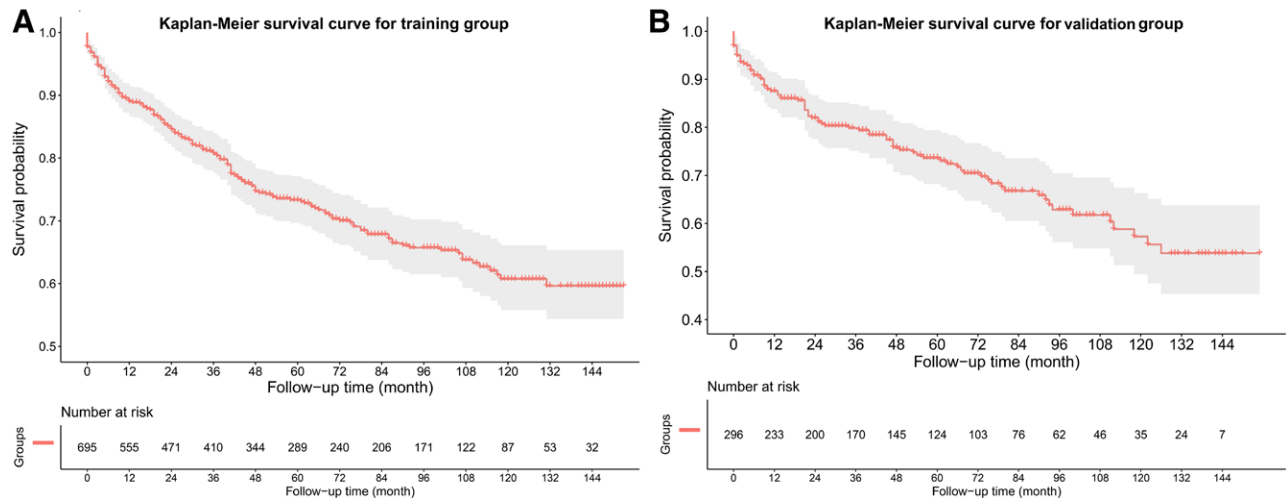 A
Kaplan-Meier survival curve for training group
1.0
0.9
0.8
0.7
0.6
0.5
Survival probability
0 12 24 36 48 60 72 84 96 108 120 132 144
Follow-up time (month)
Number at risk
Groups
695 555 471 410 344 289 240 206 171 122 87 53 32
0 12 24 36 48 60 72 84 96 108 120 132 144
Follow-up time (month)
B
Kaplan-Meier survival curve for validation group
1.0
0.9
0.8
0.7
0.6
0.5
0.4
Survival probability
0 12 24 36 48 60 72 84 96 108 120 132 144
Follow-up time (month)
Number at risk
Groups
296 233 200 170 145 124 103 76 62 46 35 24 7
0 12 24 36 48 60 72 84 96 108 120 132 144
Follow-up time (month)